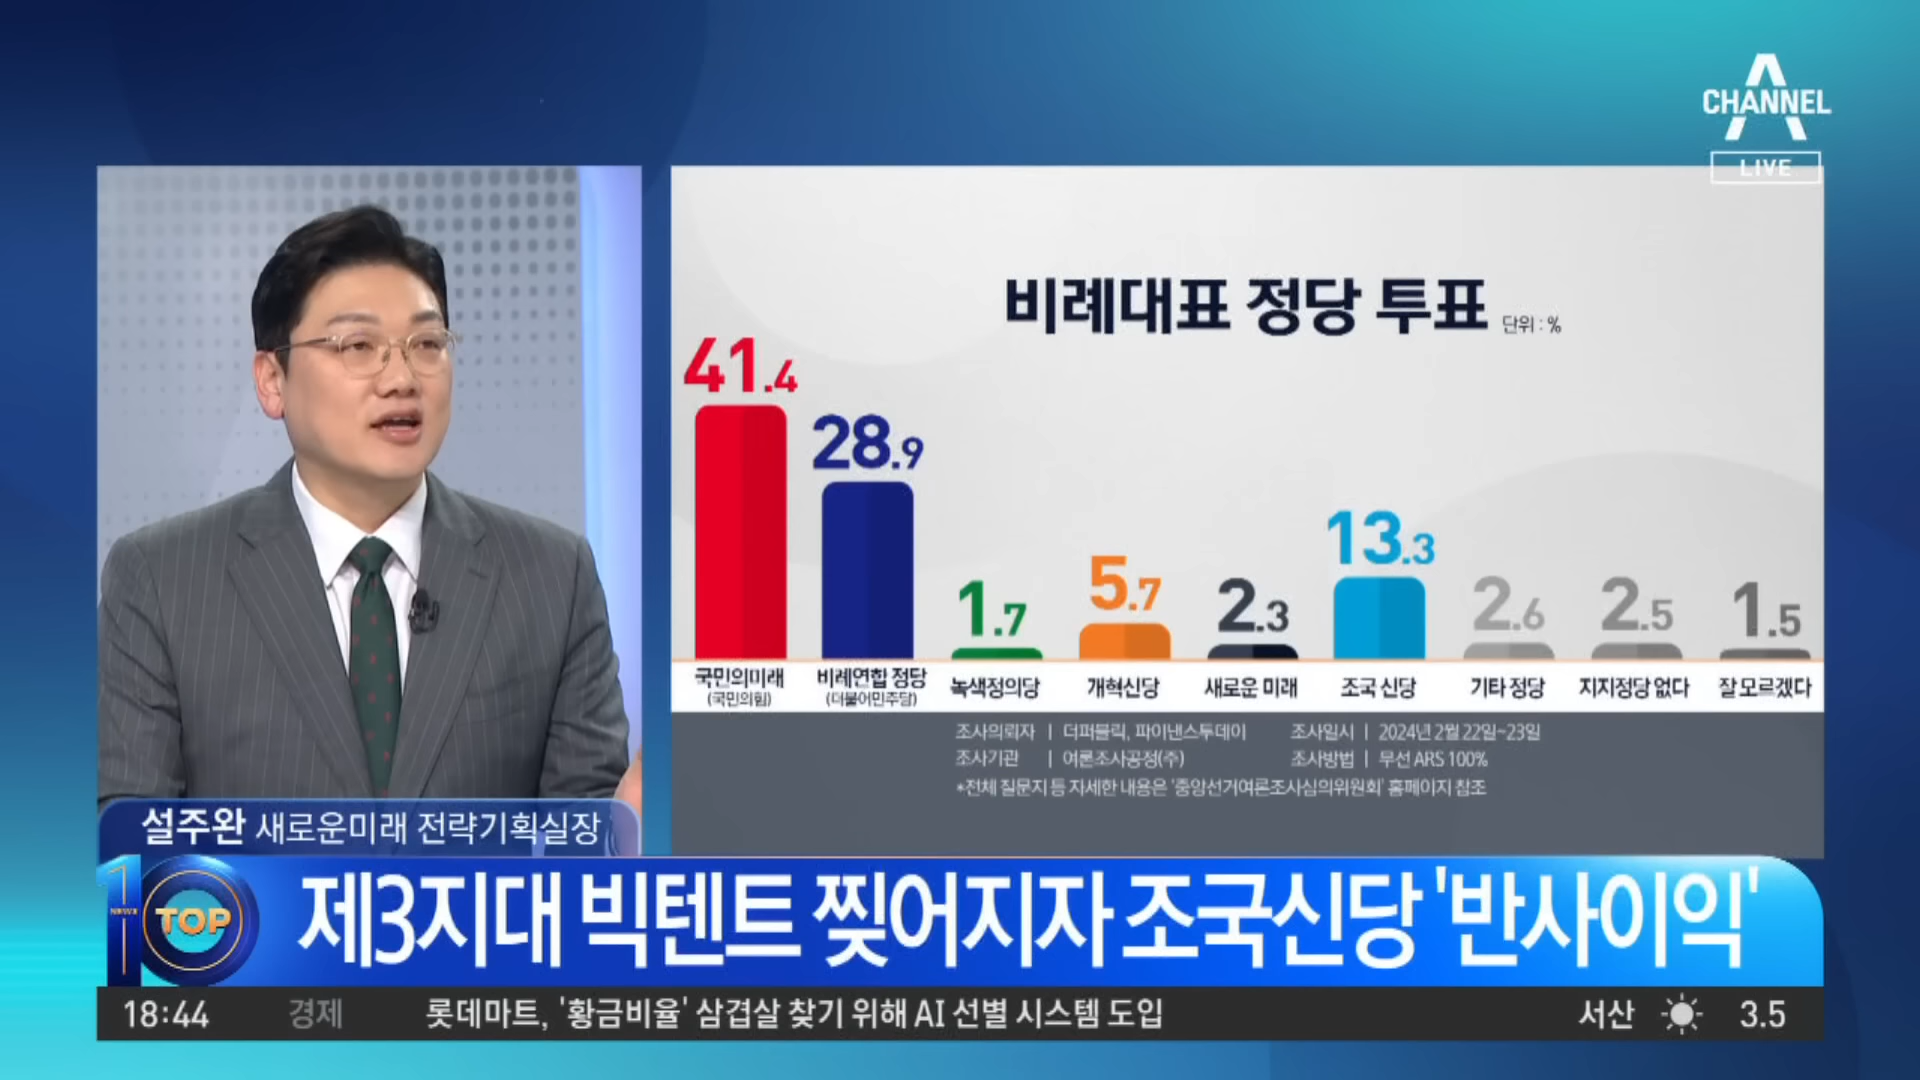 CHANNEL A
LIVE
비례대표 정당 투표 단위 : %
41.4
28.9
1.7
5.7
2.3
13.3
2.6
2.5
1.5
국민의미래
(국민의힘)
비례연합 정당
(더불어민주당)
녹색정의당
개혁신당
새로운 미래
조국 신당
기타 정당
지지정당 없다
잘 모르겠다
조사의뢰자 | 더퍼블릭, 파이낸스투데이
조사일시 | 2024년 2월 22일~23일
조사기관 | 여론조사공정(주)
조사방법 | 무선 ARS 100%
*전체 질문지 등 자세한 내용은 '중앙선거여론조사심의위원회' 홈페이지 참조
설주완 새로운미래 전략기획실장
NEWS TOP 10
제3지대 빅텐트 찢어지자 조국신당 '반사이익'
18:44 경제 롯데마트, '황금비율' 삼겹살 찾기 위해 AI 선별 시스템 도입 서산 3.5